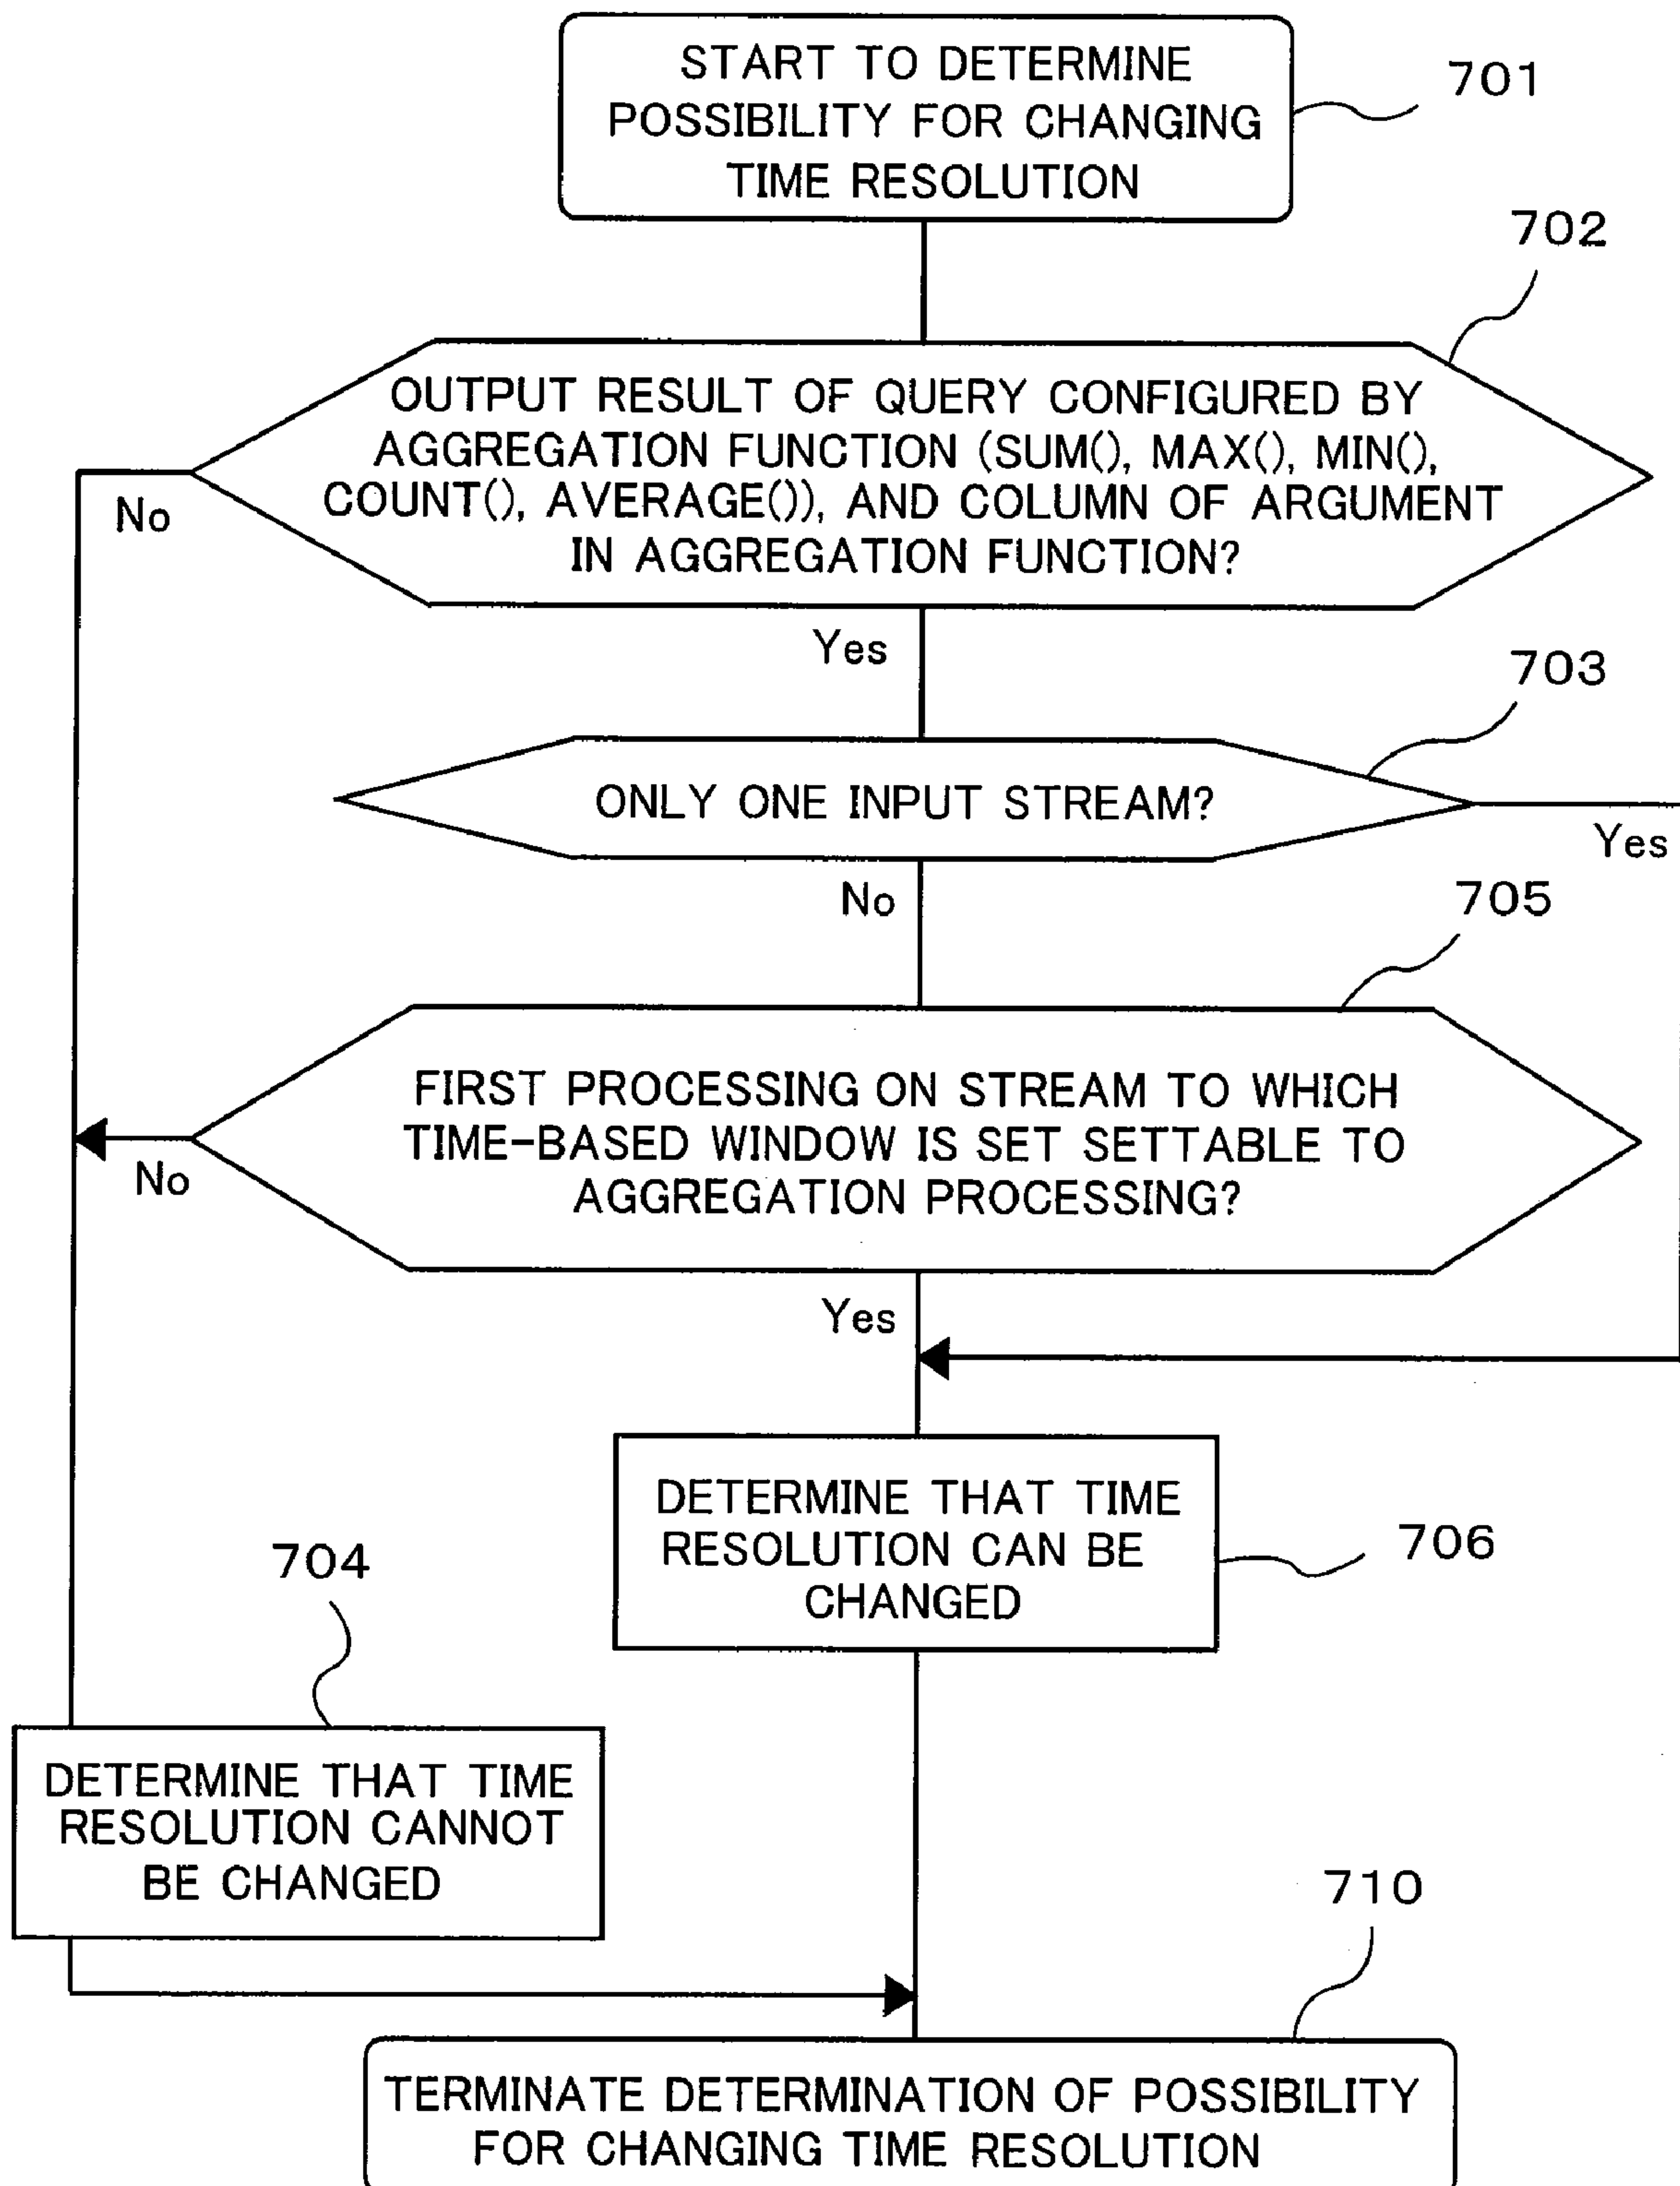 START TO DETERMINE
POSSIBILITY FOR CHANGING
TIME RESOLUTION
701
702
OUTPUT RESULT OF QUERY CONFIGURED BY
AGGREGATION FUNCTION (SUM(), MAX(), MIN(),
COUNT(), AVERAGE()), AND COLUMN OF ARGUMENT
IN AGGREGATION FUNCTION?
No
Yes
703
ONLY ONE INPUT STREAM?
Yes
No
705
FIRST PROCESSING ON STREAM TO WHICH
TIME-BASED WINDOW IS SET SETTABLE TO
AGGREGATION PROCESSING?
No
Yes
DETERMINE THAT TIME
RESOLUTION CAN BE
CHANGED
706
704
DETERMINE THAT TIME
RESOLUTION CANNOT
BE CHANGED
710
TERMINATE DETERMINATION OF POSSIBILITY
FOR CHANGING TIME RESOLUTION